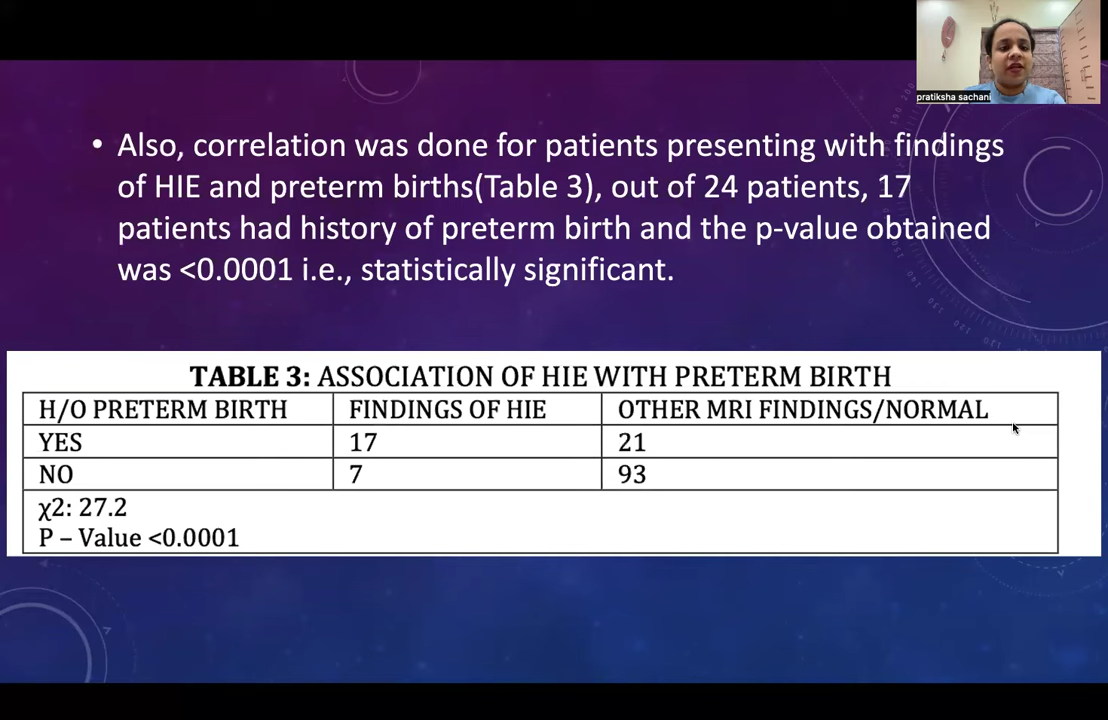 pratiksha sachani
• Also, correlation was done for patients presenting with findings
of HIE and preterm births(Table 3), out of 24 patients, 17
patients had history of preterm birth and the p-value obtained
was <0.0001 i.e., statistically significant.
TABLE 3: ASSOCIATION OF HIE WITH PRETERM BIRTH
H/O PRETERM BIRTH FINDINGS OF HIE OTHER MRI FINDINGS/NORMAL
YES 17 21
NO 7 93
χ2: 27.2
P – Value <0.0001